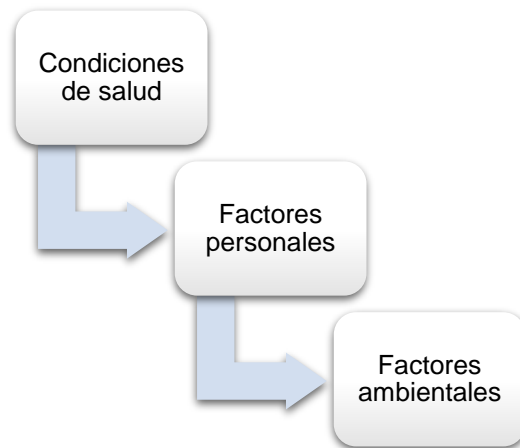 Condiciones
de salud
Factores
personales
Factores
ambientales